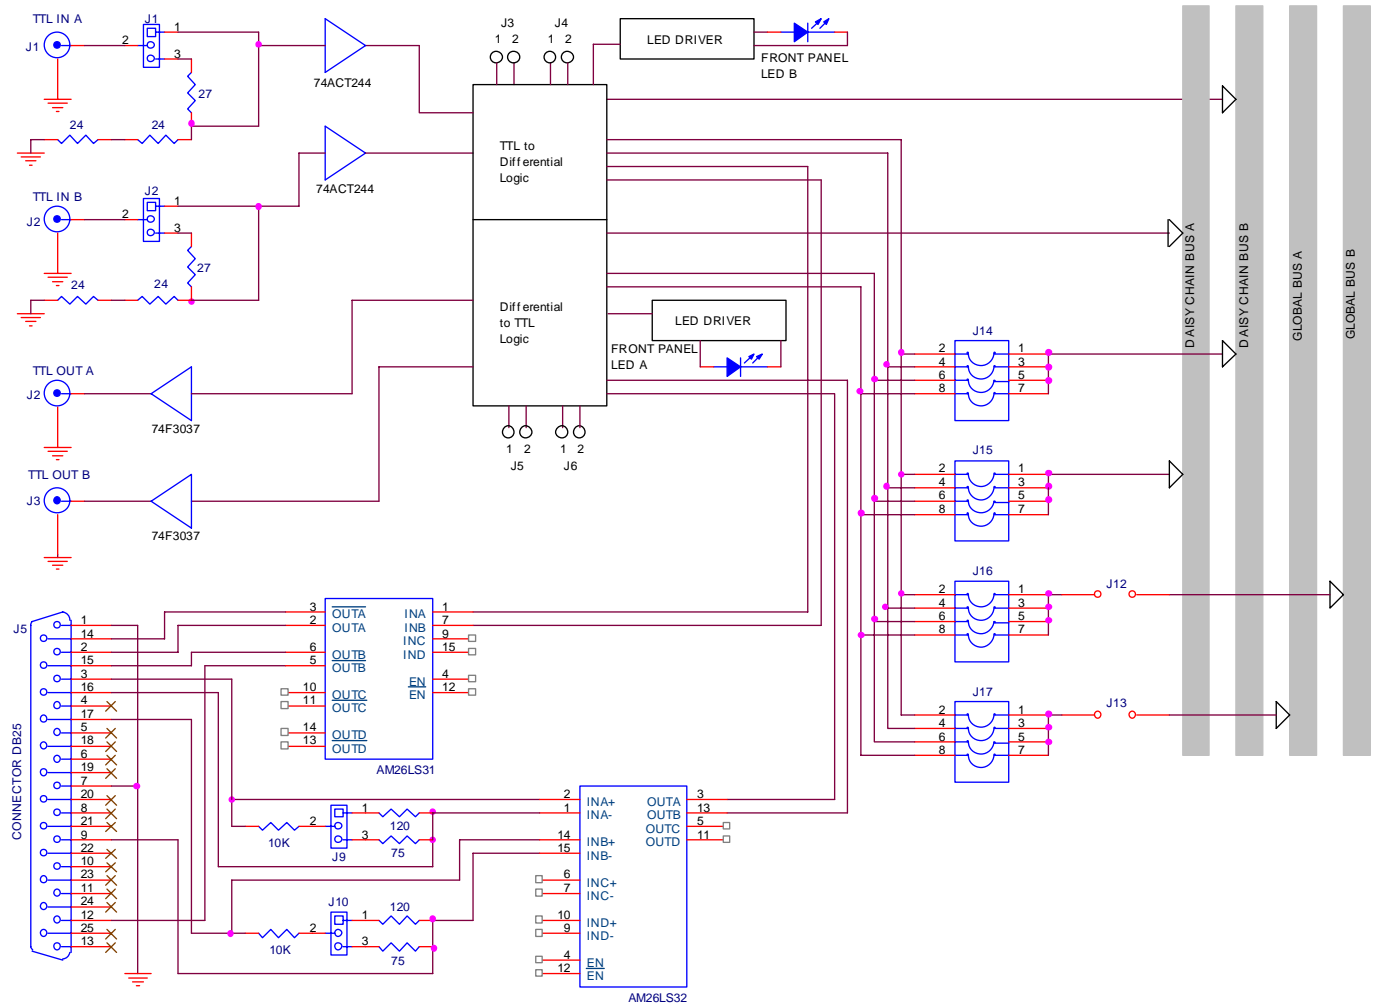 TTL IN A
J1
J1
1
2
3
27
24
24
74ACT244
TTL IN B
J2
J2
1
2
3
27
24
24
74ACT244
TTL OUT A
J2
74F3037
TTL OUT B
J3
74F3037
J3
1 2
J4
1 2
LED DRIVER
FRONT PANEL
LED B
TTL to
Differential
Logic
Differential
to TTL
Logic
LED DRIVER
FRONT PANEL
LED A
1 2
J5
1 2
J6
DAISY CHAIN BUS A
DAISY CHAIN BUS B
GLOBAL BUS A
GLOBAL BUS B
J14
2 1
4 3
6 5
8 7
J15
2 1
4 3
6 5
8 7
J16
2 1
4 3
6 5
8 7
J12
J17
2 1
4 3
6 5
8 7
J13
J5
CONNECTOR DB25
1
14
2
15
3
16
4
17
5
18
6
19
7
20
8
21
9
22
10
23
11
24
12
25
13
3 OUTA INA 1
2 OUTA INB 7
INC 9
6 OUTB IND 15
5 OUTB
EN 4
10 OUTC EN 12
11 OUTC
14 OUTD
13 OUTD
AM26LS31
10K
2
1
3
J9
120
75
J10
10K
2
1
3
120
75
2 INA+ OUTA 3
1 INA- OUTB 13
OUTC 5
14 INB+ OUTD 11
15 INB-
6 INC+
7 INC-
10 IND+
9 IND-
4 EN
12 EN
AM26LS32